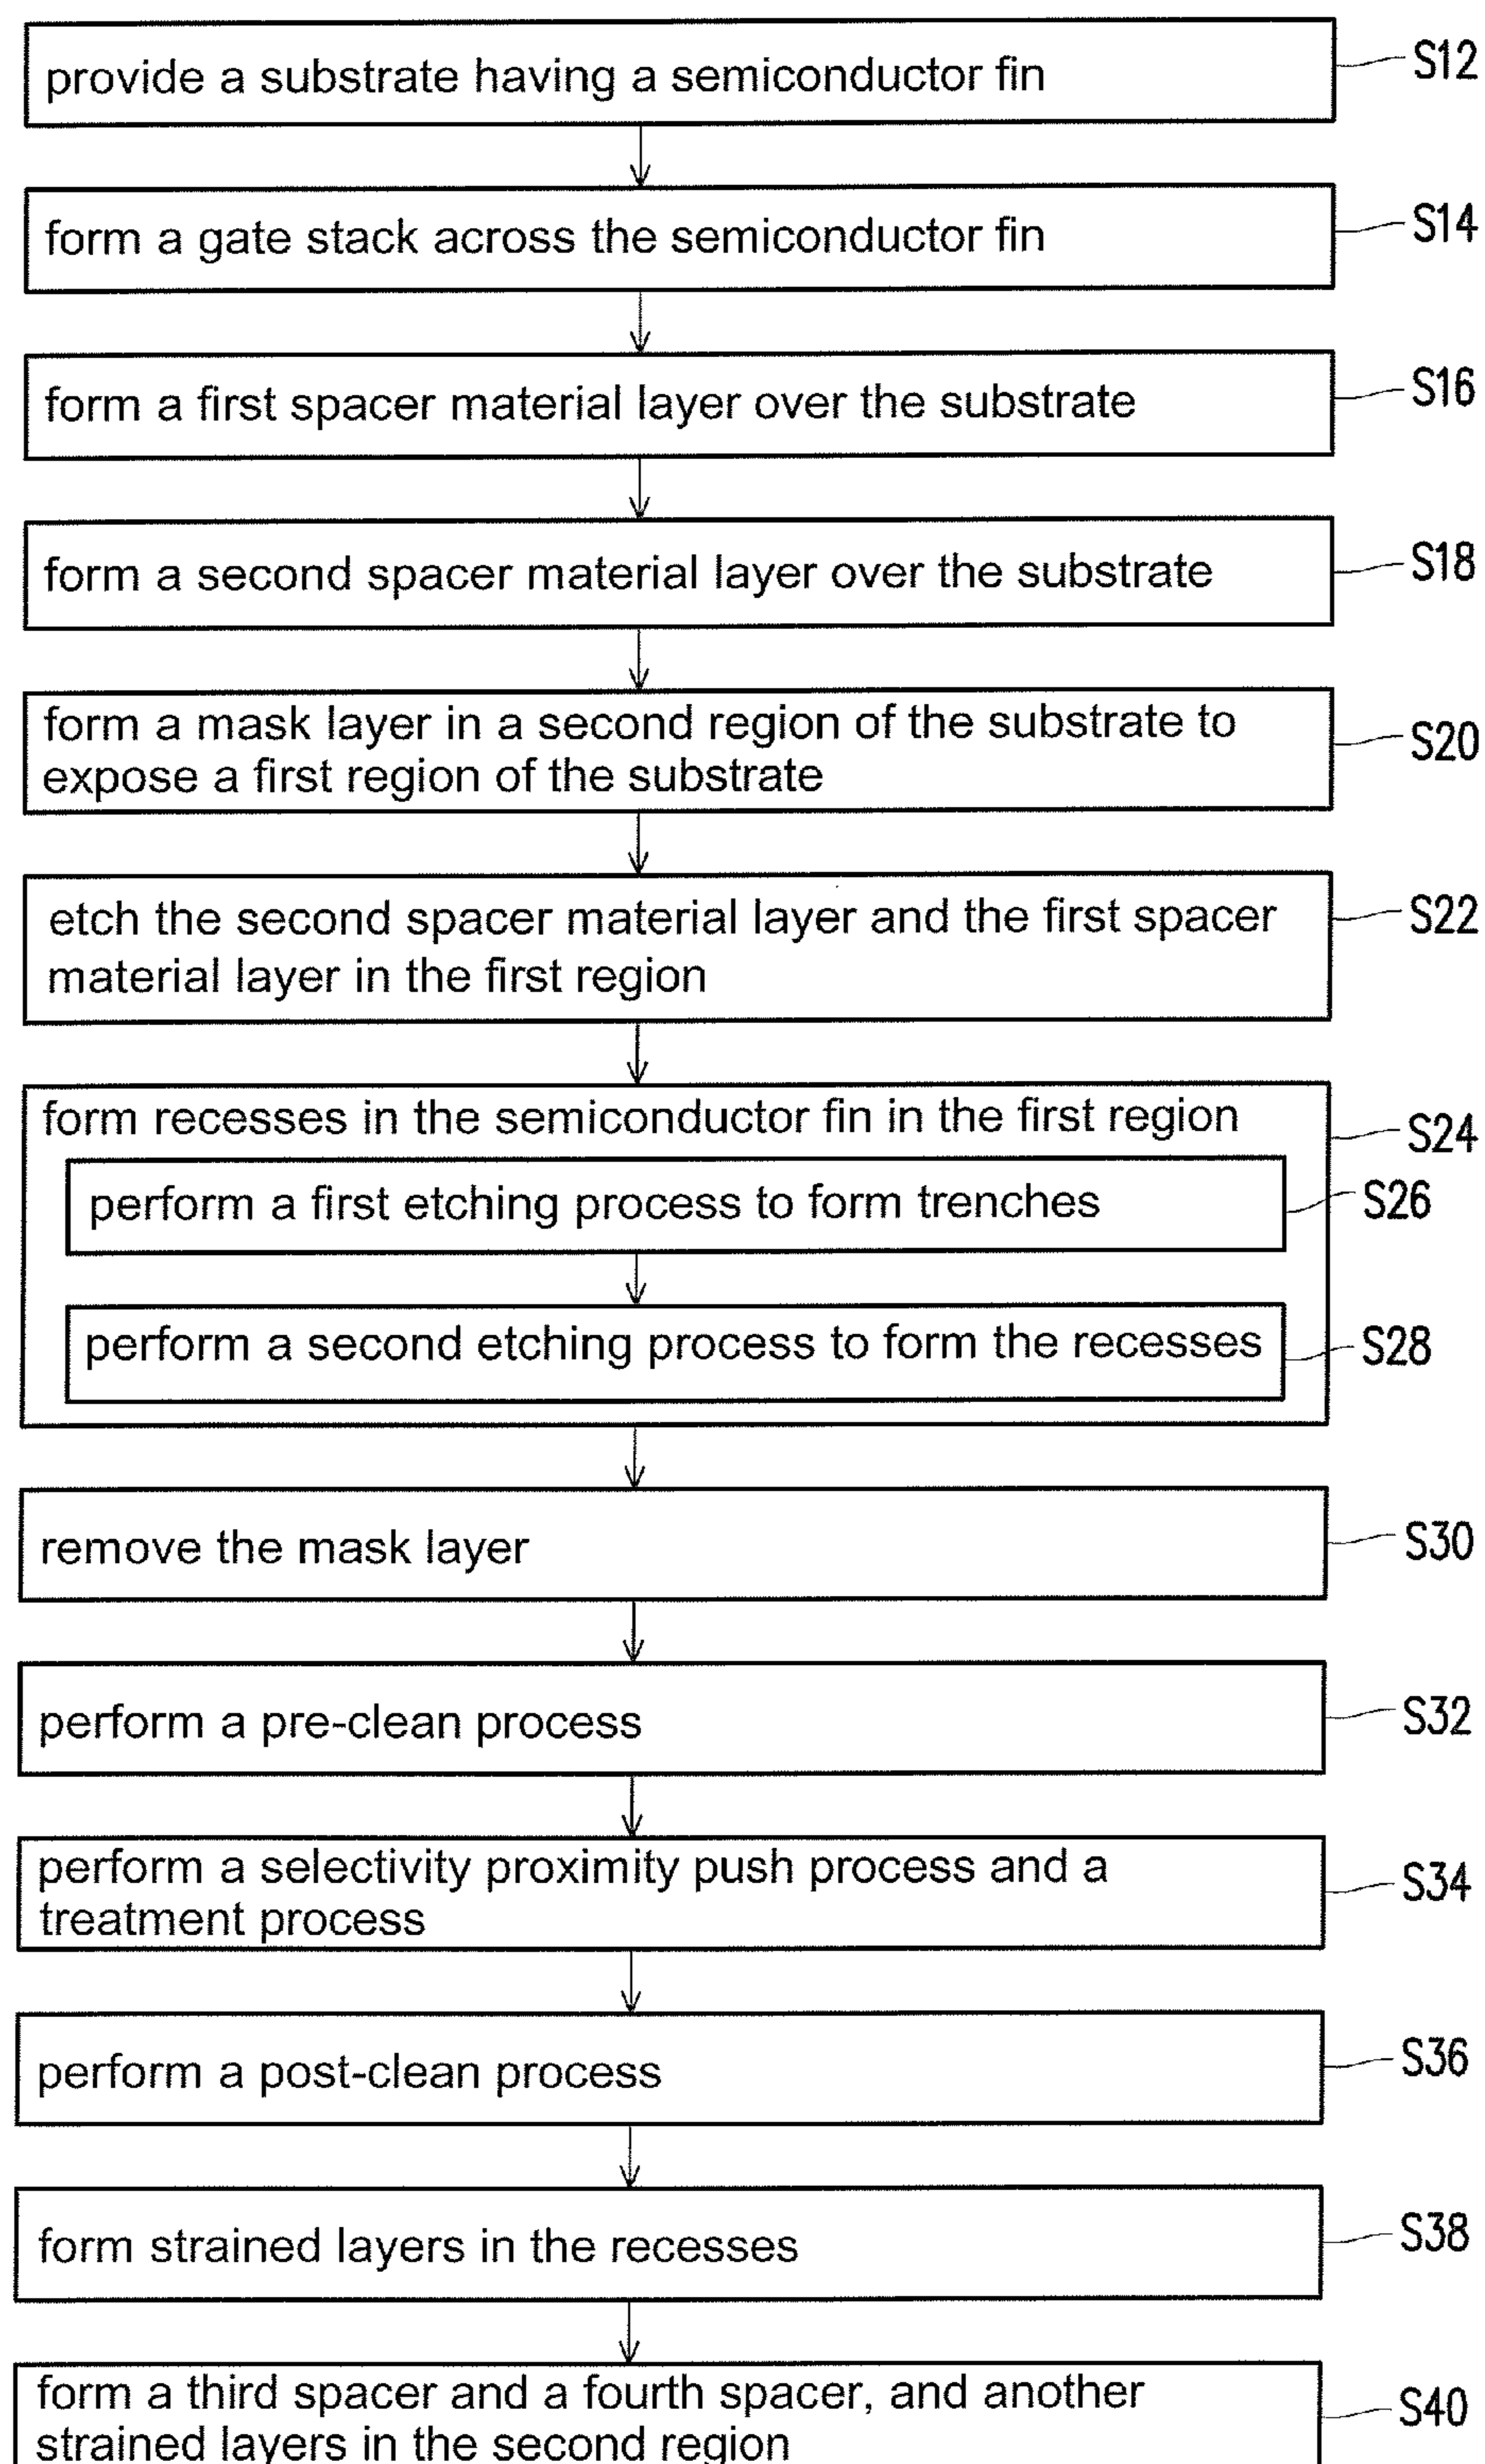 provide a substrate having a semiconductor fin
S12
form a gate stack across the semiconductor fin
S14
form a first spacer material layer over the substrate
S16
form a second spacer material layer over the substrate
S18
form a mask layer in a second region of the substrate to
expose a first region of the substrate
S20
etch the second spacer material layer and the first spacer
material layer in the first region
S22
form recesses in the semiconductor fin in the first region
S24
perform a first etching process to form trenches
S26
perform a second etching process to form the recesses
S28
remove the mask layer
S30
perform a pre-clean process
S32
perform a selectivity proximity push process and a
treatment process
S34
perform a post-clean process
S36
form strained layers in the recesses
S38
form a third spacer and a fourth spacer, and another
strained layers in the second region
S40